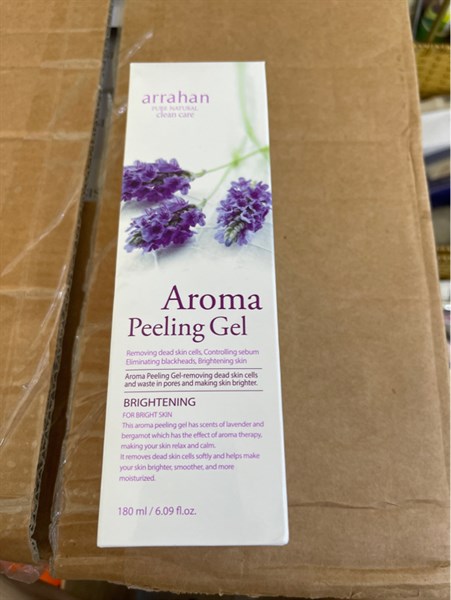 arrahan
PURE NATURAL
clean care
Aroma
Peeling Gel
Removing dead skin cells, Controlling sebum
Eliminating blackheads, Brightening skin
Aroma Peeling Gel-removing dead skin cells
and waste in pores and making skin brighter.
BRIGHTENING
FOR BRIGHT SKIN
This aroma peeling gel has scents of lavender and
bergamot which has the effect of aroma therapy,
making your skin relax and calm.
It removes dead skin cells softly and helps make
your skin brighter, smoother, and more
moisturized.
180 ml / 6.09 fl.oz.